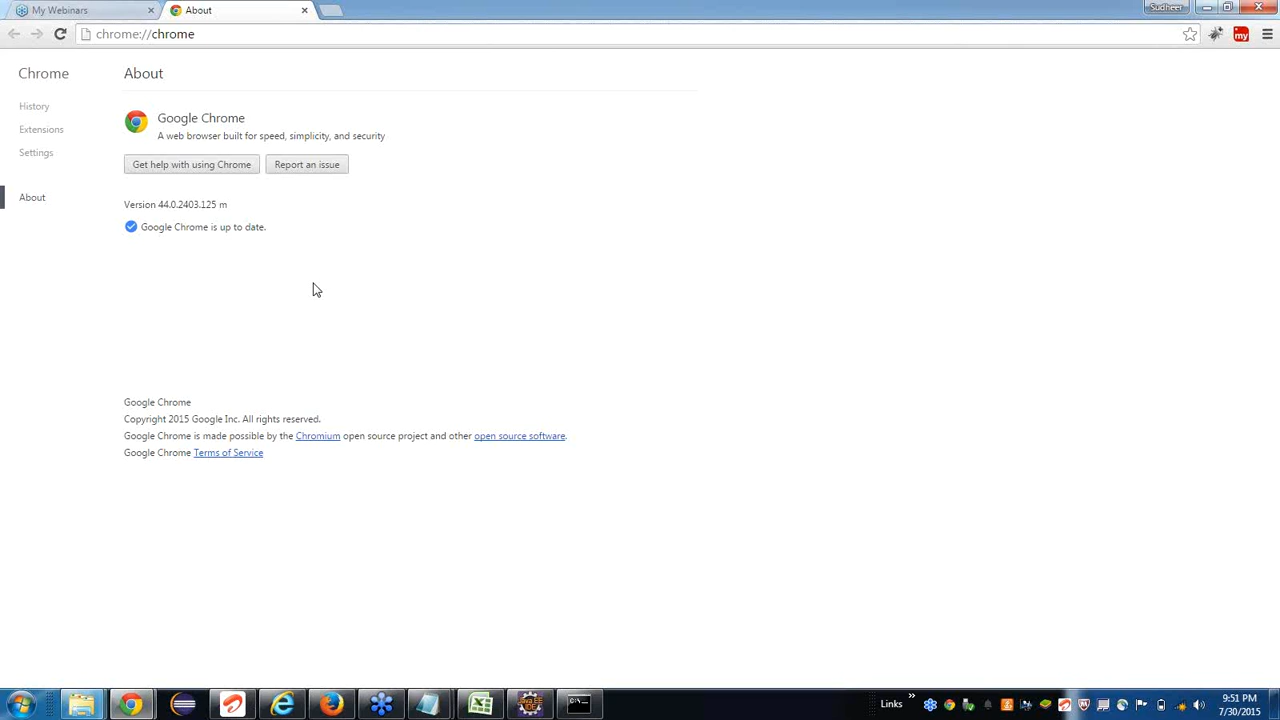 My Webinars
About
Sudheer
chrome://chrome
my
Chrome
About
History
Extensions
Settings
About
Google Chrome
A web browser built for speed, simplicity, and security
Get help with using Chrome
Report an issue
Version 44.0.2403.125 m
Google Chrome is up to date.
Google Chrome
Copyright 2015 Google Inc. All rights reserved.
Google Chrome is made possible by the Chromium open source project and other open source software.
Google Chrome Terms of Service
Java EE
IDE
C:\.
Links
9:51 PM
7/30/2015